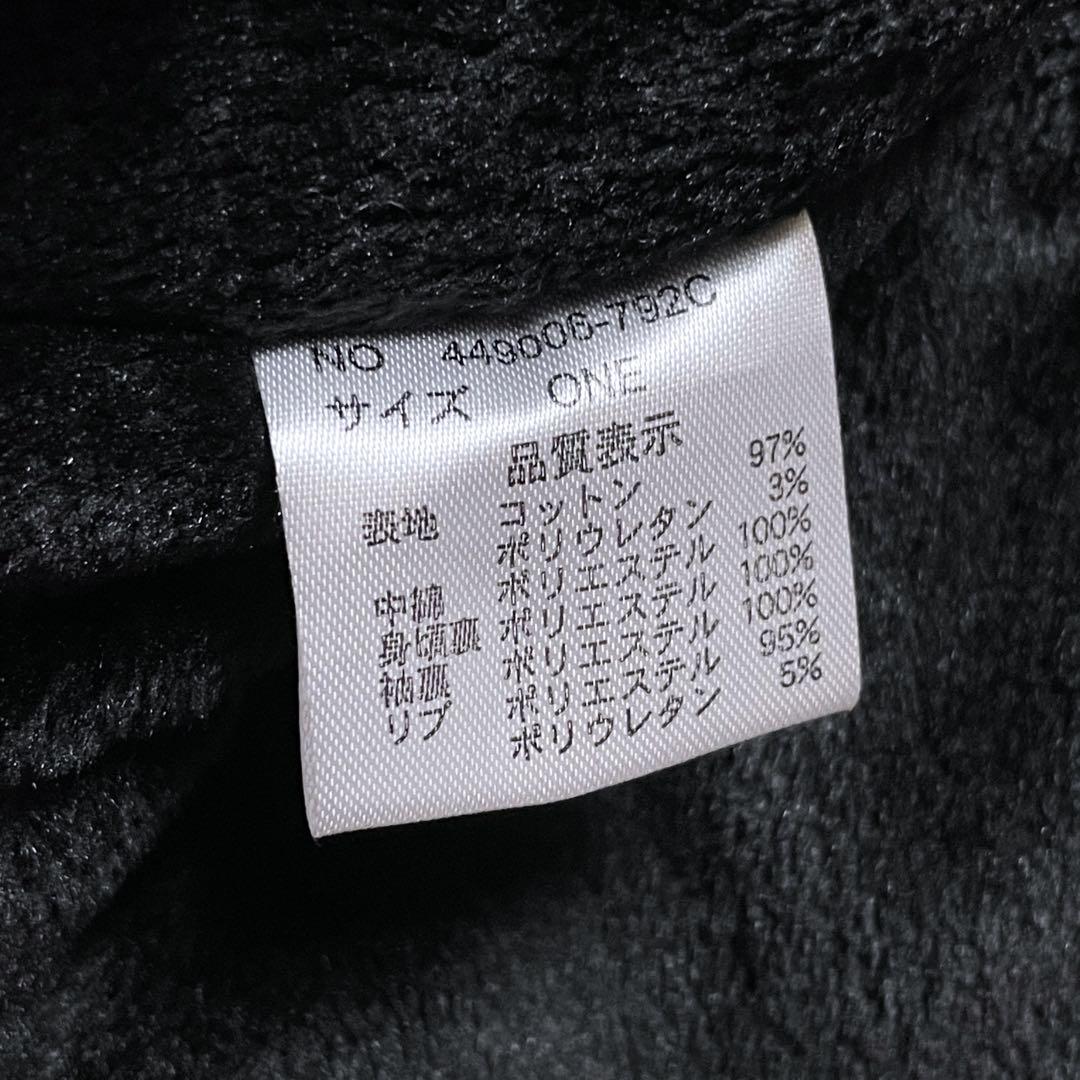 NO 449006-792C
サイズ ONE
品質表示
表地 コットン 97%
ポリウレタン 3%
中綿 ポリエステル 100%
身頃裏 ポリエステル 100%
袖裏 ポリエステル 100%
リブ ポリエステル 95%
ポリウレタン 5%